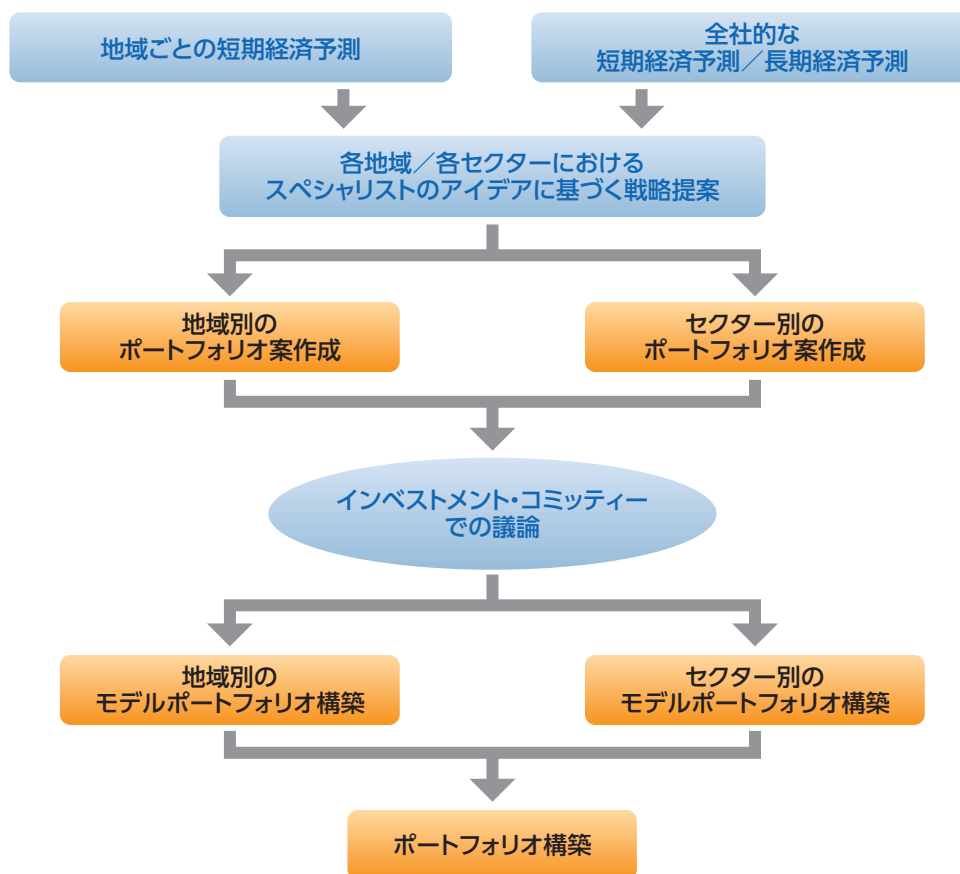 地域ごとの短期経済予測
全社的な
短期経済予測／長期経済予測
各地域／各セクターにおける
スペシャリストのアイデアに基づく戦略提案
地域別の
ポートフォリオ案作成
セクター別の
ポートフォリオ案作成
インベストメント・コミッティー
での議論
地域別の
モデルポートフォリオ構築
セクター別の
モデルポートフォリオ構築
ポートフォリオ構築